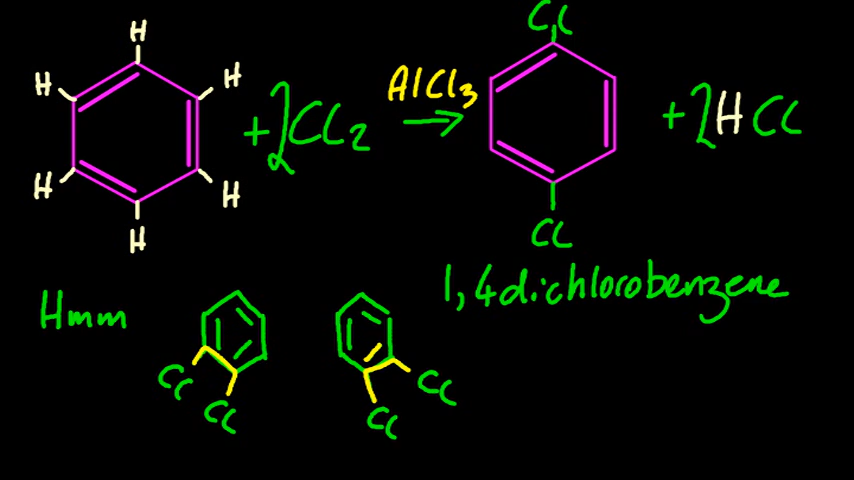 H
H
H
H
H
H
+2Cl2
AlCl3
Cl
Cl
+2HCl
1,4dichlorobenzene
Hmm
Cl
Cl
Cl
Cl